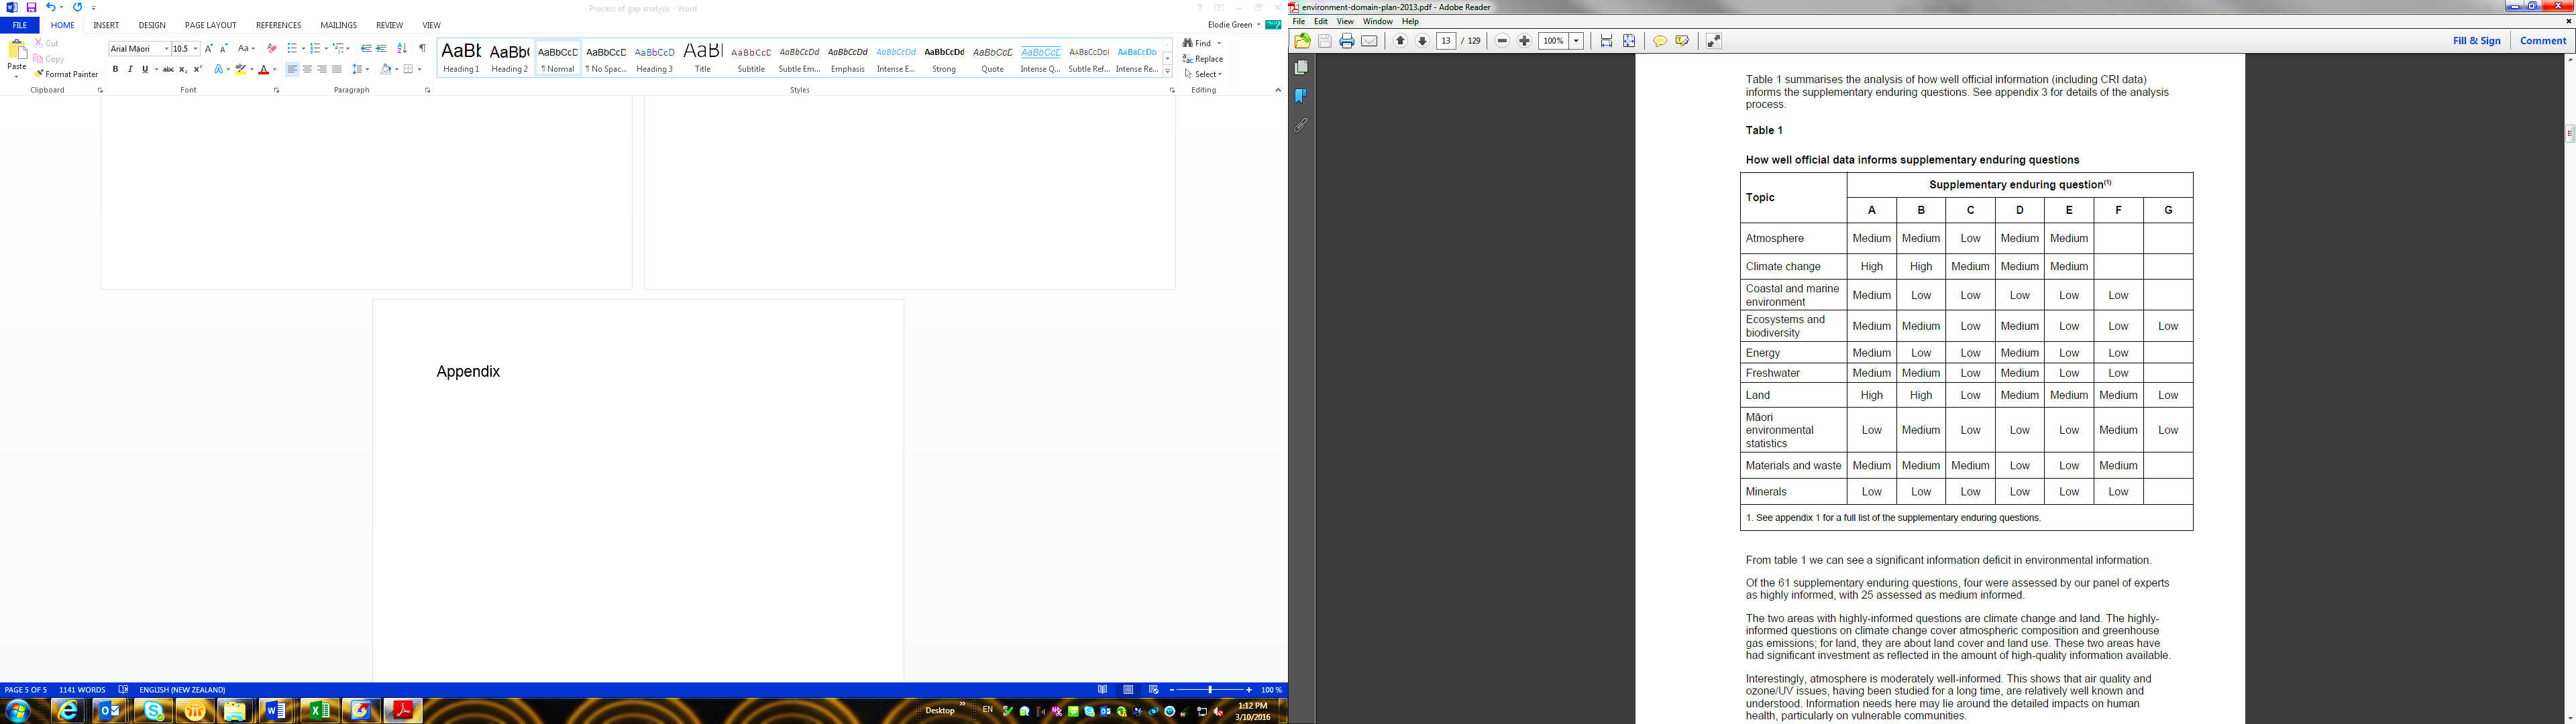 Process of gap analysis - Word
FILE HOME INSERT DESIGN PAGE LAYOUT REFERENCES MAILINGS REVIEW VIEW
Elodie Green
Paste
Cut
Copy
Format Painter
Clipboard
Arial Māori 10.5
Font
Paragraph
AaBb AaBb( AaBbCcD AaBbCcD AaBbCcD AaB AaBbCcD AaBbCcDd AaBbCcDd AaBbCcDd AaBbCcDd AaBbCcDd AaBbCcD AaBbCcDdI AaBbCcDd
Heading 1 Heading 2 ¶ Normal ¶ No Spac... Heading 3 Title Subtitle Subtle Em... Emphasis Intense E... Strong Quote Intense Q... Subtle Ref... Intense Re...
Styles
Find
Replace
Select
Editing
Appendix
PAGE 5 OF 5 1141 WORDS ENGLISH (NEW ZEALAND)
100 %
Desktop
EN
1:12 PM
3/10/2016
environment-domain-plan-2013.pdf - Adobe Reader
File Edit View Window Help
13 / 129
100%
Fill & Sign
Comment
Table 1 summarises the analysis of how well official information (including CRI data)
informs the supplementary enduring questions. See appendix 3 for details of the analysis
process.
Table 1
How well official data informs supplementary enduring questions
Topic
Supplementary enduring question(1)
A B C D E F G
Atmosphere Medium Medium Low Medium Medium
Climate change High High Medium Medium Medium
Coastal and marine
environment Medium Low Low Low Low Low
Ecosystems and
biodiversity Medium Medium Low Medium Low Low Low
Energy Medium Low Low Medium Low Low
Freshwater Medium Medium Low Medium Low Low
Land High High Low Medium Medium Medium Low
Māori
environmental
statistics Low Medium Low Low Low Medium Low
Materials and waste Medium Medium Medium Low Low Medium
Minerals Low Low Low Low Low Low
1. See appendix 1 for a full list of the supplementary enduring questions.
From table 1 we can see a significant information deficit in environmental information.
Of the 61 supplementary enduring questions, four were assessed by our panel of experts
as highly informed, with 25 assessed as medium informed.
The two areas with highly-informed questions are climate change and land. The highly-
informed questions on climate change cover atmospheric composition and greenhouse
gas emissions; for land, they are about land cover and land use. These two areas have
had significant investment as reflected in the amount of high-quality information available.
Interestingly, atmosphere is moderately well-informed. This shows that air quality and
ozone/UV issues, having been studied for a long time, are relatively well known and
understood. Information needs here may lie around the detailed impacts on human
health, particularly on vulnerable communities.